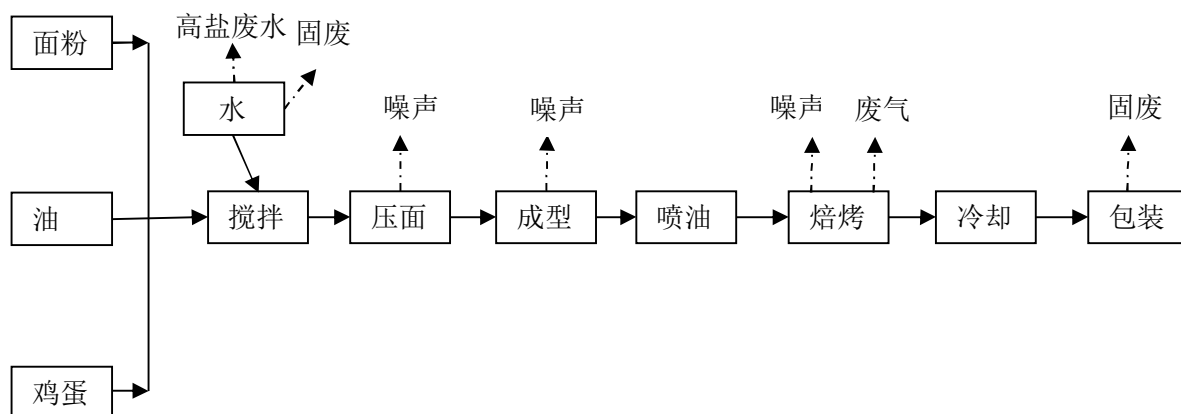 高盐废水
固废
面粉
水
噪声
噪声
噪声
废气
固废
油
搅拌
压面
成型
喷油
焙烤
冷却
包装
鸡蛋